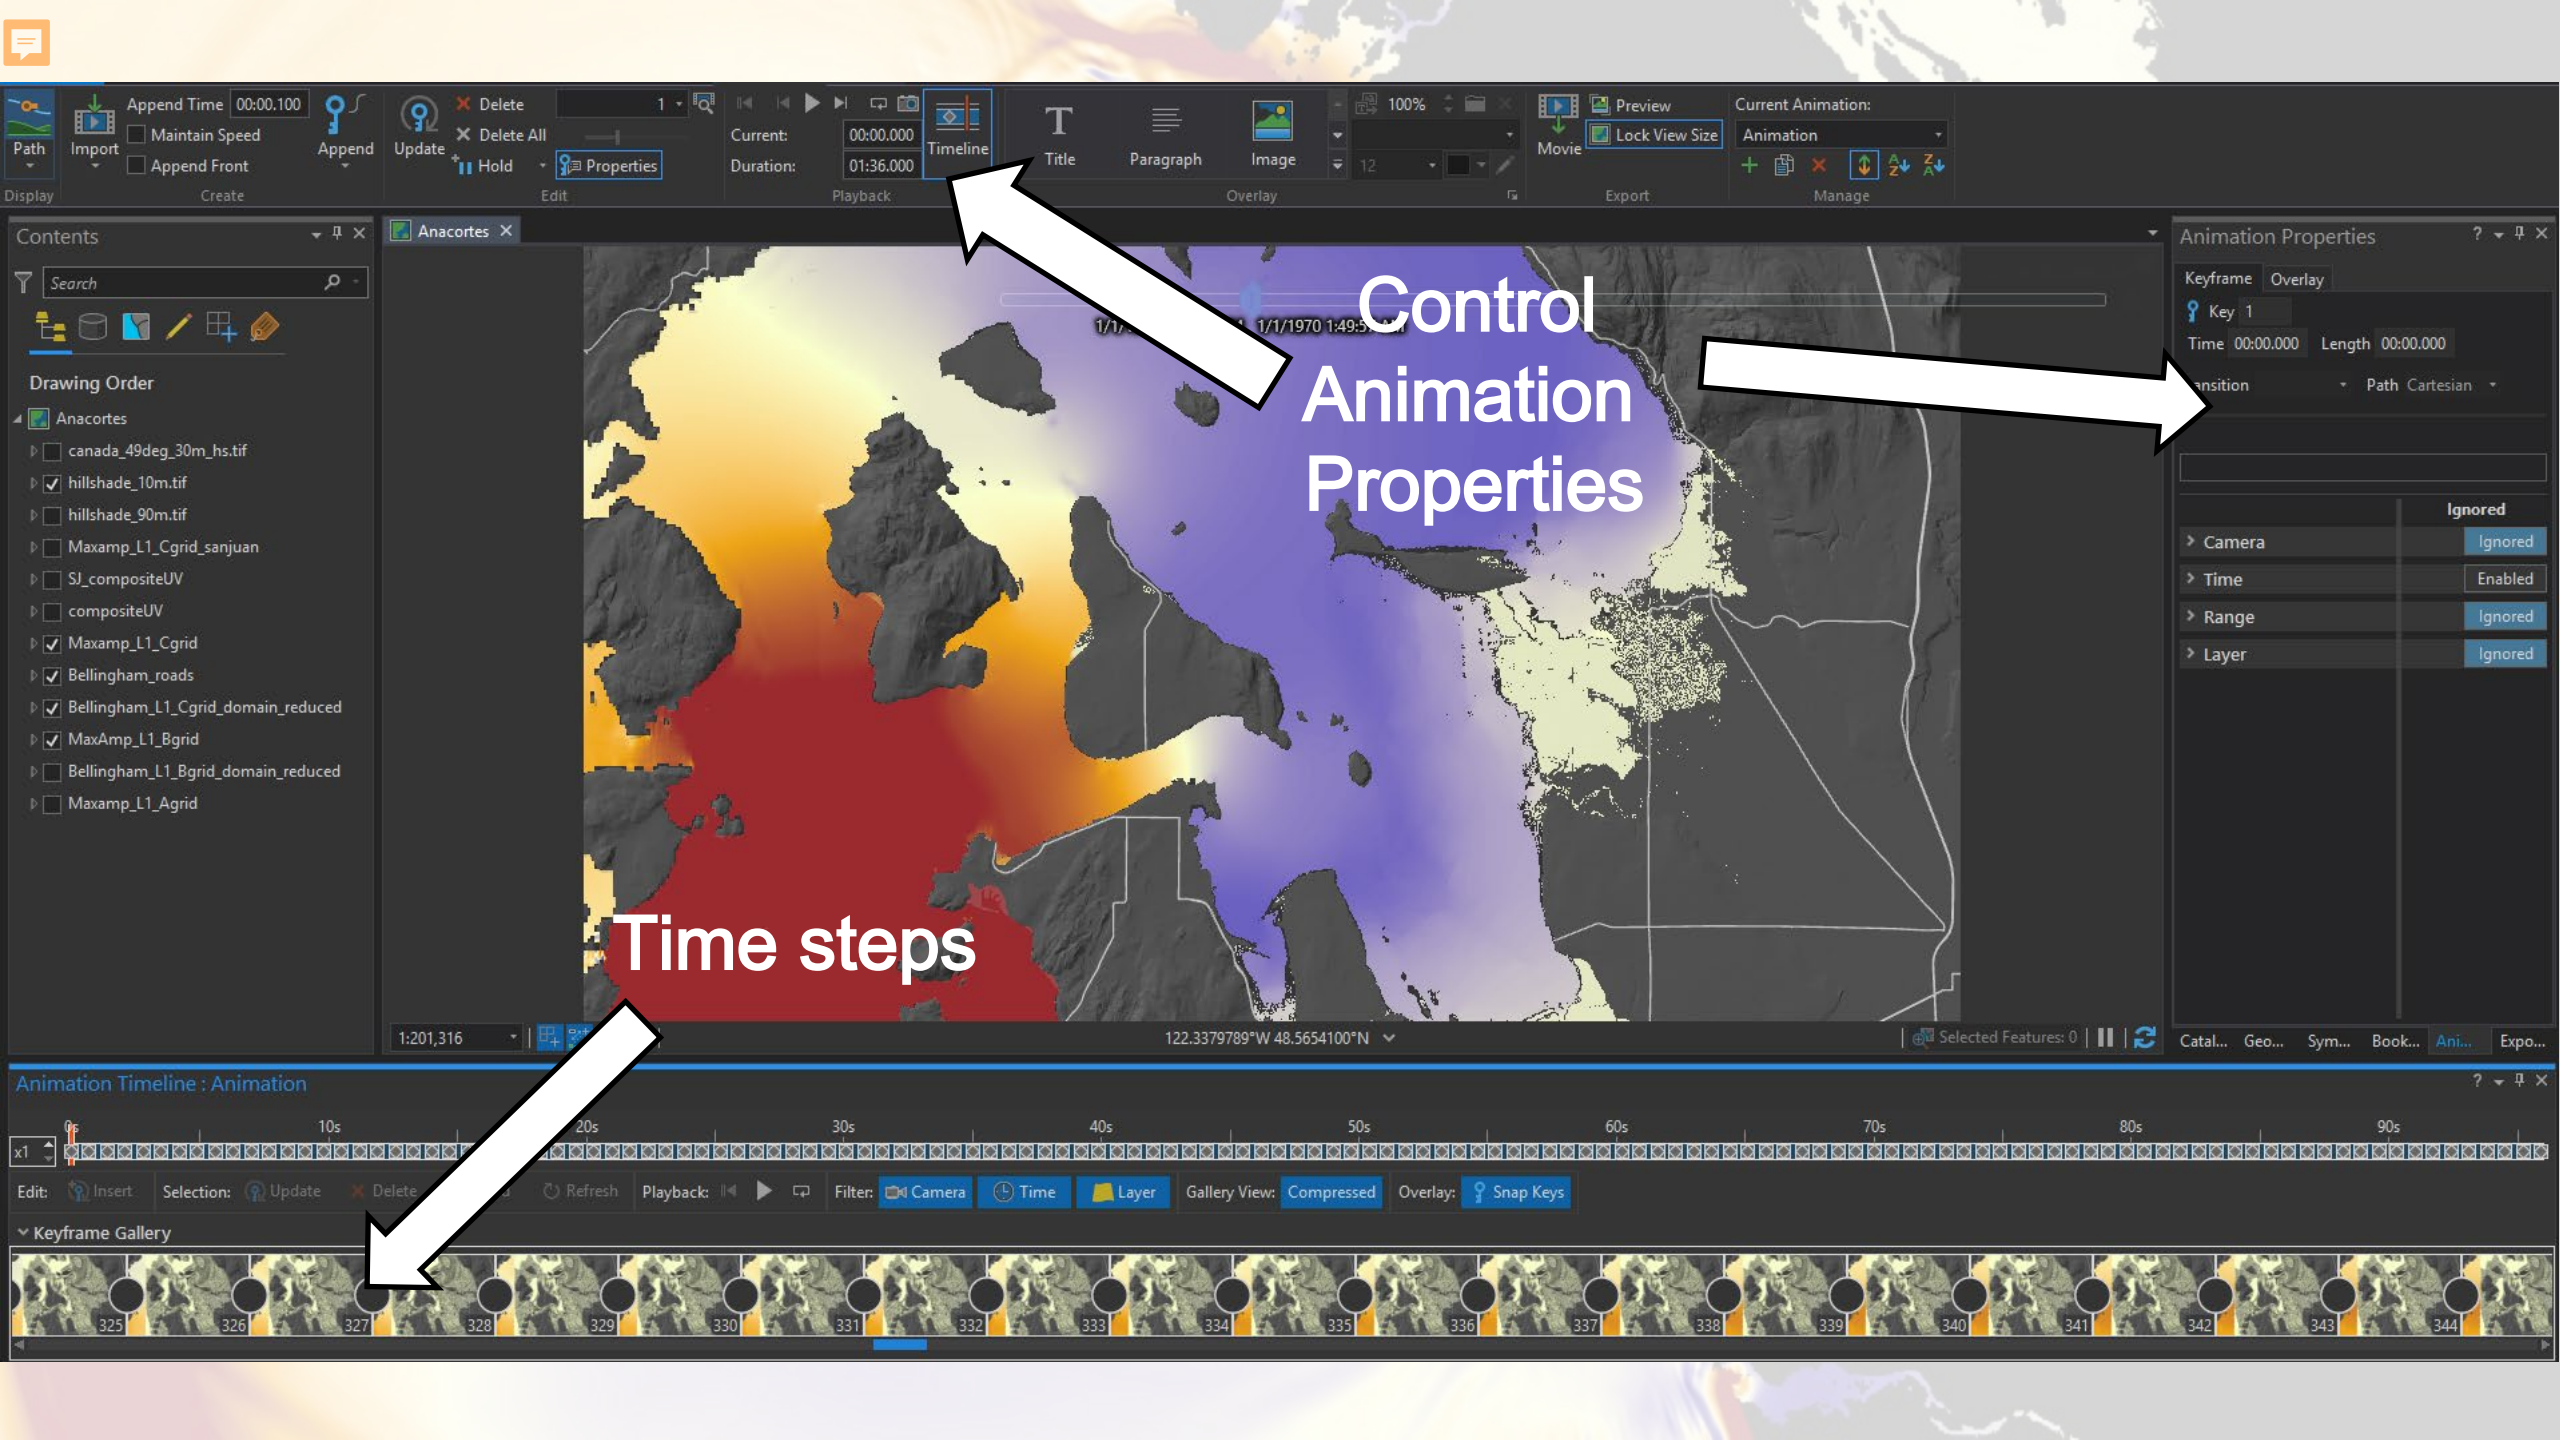 Append Time 00:00.100
Maintain Speed
Append Front
Path
Import
Append
Display
Create
Update
Delete
Delete All
Hold
1
Properties
Edit
Current: 00:00.000
Duration: 01:36.000
Timeline
Playback
Title
Paragraph
Image
100%
12
Overlay
Movie
Preview
Lock View Size
Export
Current Animation:
Animation
Manage
Contents
Search
Drawing Order
Anacortes
canada_49deg_30m_hs.tif
hillshade_10m.tif
hillshade_90m.tif
Maxamp_L1_Cgrid_sanjuan
SJ_compositeUV
compositeUV
Maxamp_L1_Cgrid
Bellingham_roads
Bellingham_L1_Cgrid_domain_reduced
MaxAmp_L1_Bgrid
Bellingham_L1_Bgrid_domain_reduced
Maxamp_L1_Agrid
Anacortes
1/1/1970
Control
Animation
Properties
Time steps
1:201,316
122.3379789°W 48.5654100°N
Selected Features: 0
Animation Properties
Keyframe Overlay
Key 1
Time 00:00.000 Length 00:00.000
Path Cartesian
Ignored
Camera Ignored
Time Enabled
Range Ignored
Layer Ignored
Catal... Geo... Sym... Book... Ani... Expo...
Animation Timeline : Animation
0s 10s 20s 30s 40s 50s 60s 70s 80s 90s
x1
Edit: Insert Selection: Update Delete Refresh Playback: Filter: Camera Time Layer Gallery View: Compressed Overlay: Snap Keys
Keyframe Gallery
325 326 327 328 329 330 331 332 333 334 335 336 337 338 339 340 341 342 343 344